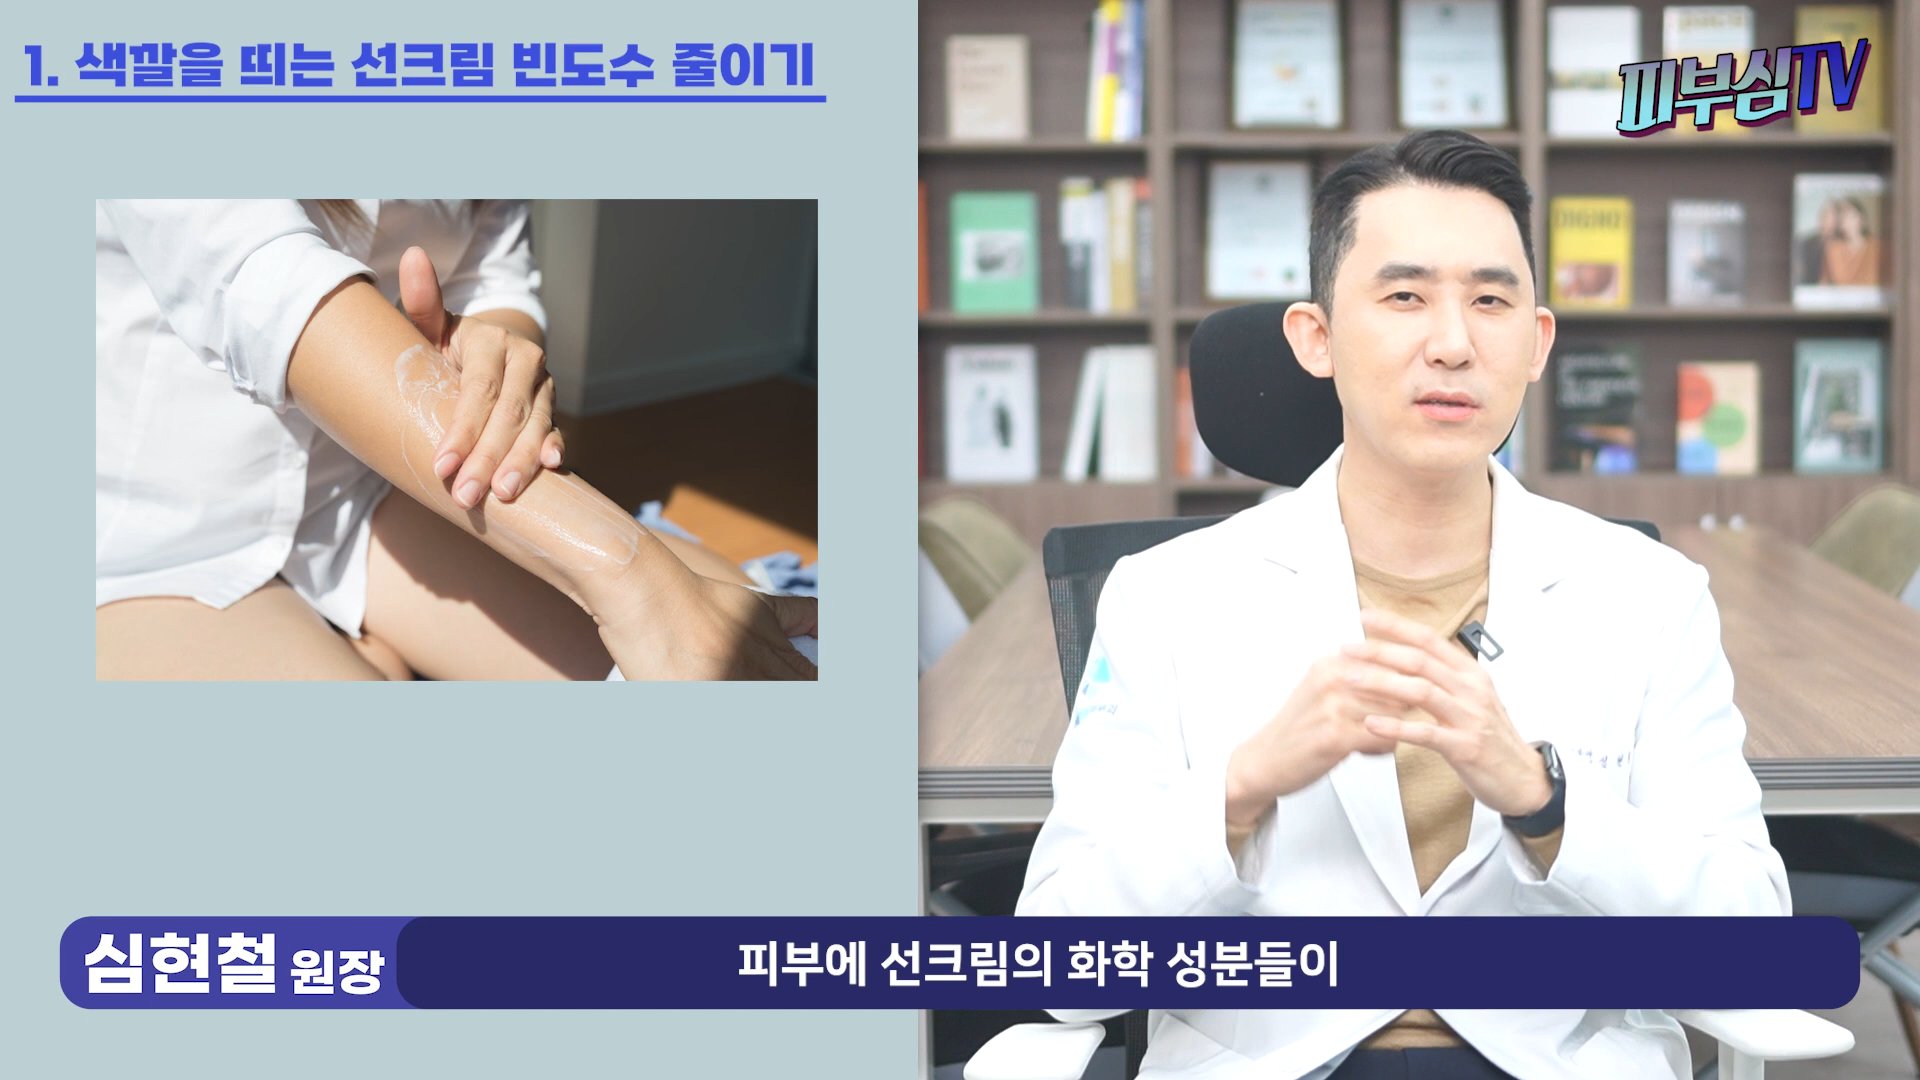 1. 색깔을 띄는 선크림 빈도수 줄이기
피부심TV
심현철 원장
피부에 선크림의 화학 성분들이